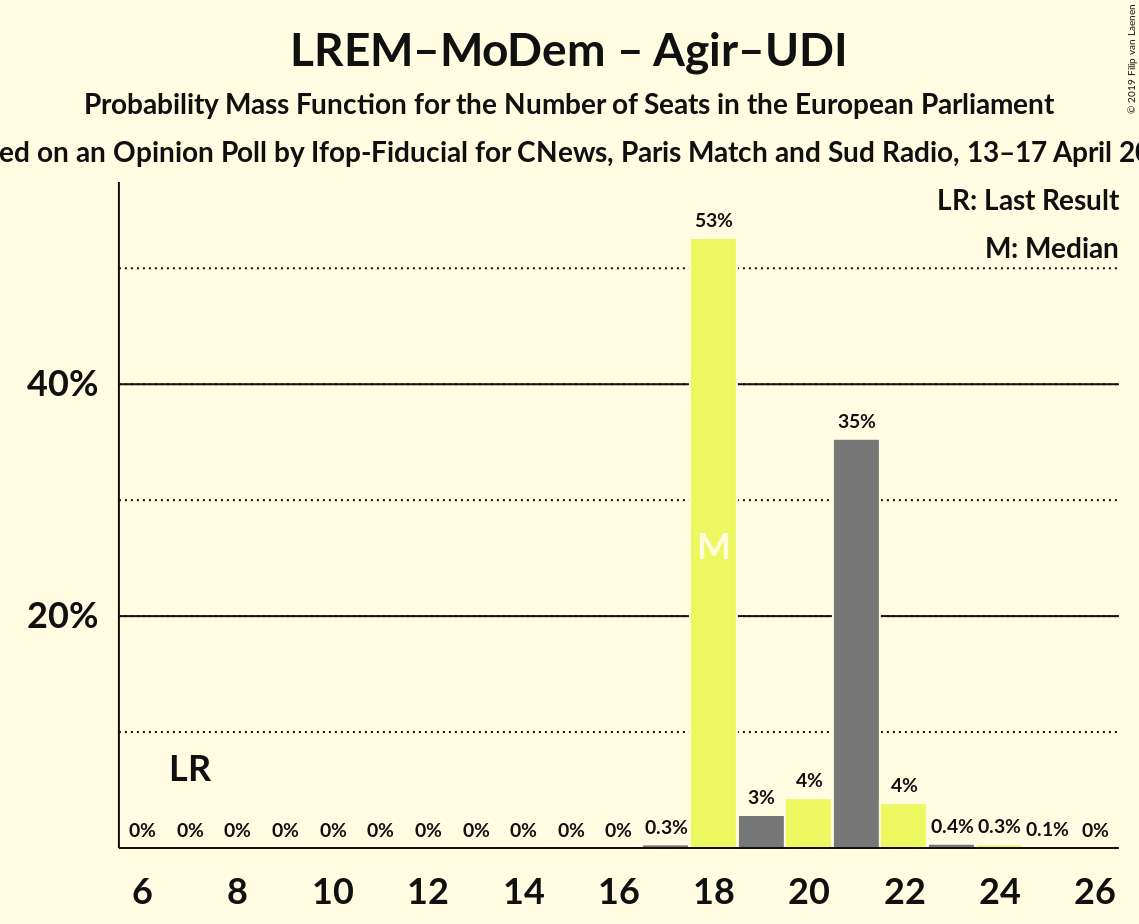 LREM–MoDem – Agir–UDI
Probability Mass Function for the Number of Seats in the European Parliament
ed on an Opinion Poll by Ifop-Fiducial for CNews, Paris Match and Sud Radio, 13–17 April 20
© 2019 Filip van Laenen
LR: Last Result
M: Median
53%
40%
35%
M
20%
LR
0% 0% 0% 0% 0% 0% 0% 0% 0% 0% 0% 0.3% 3% 4% 4% 0.4% 0.3% 0.1% 0%
6 8 10 12 14 16 18 20 22 24 26